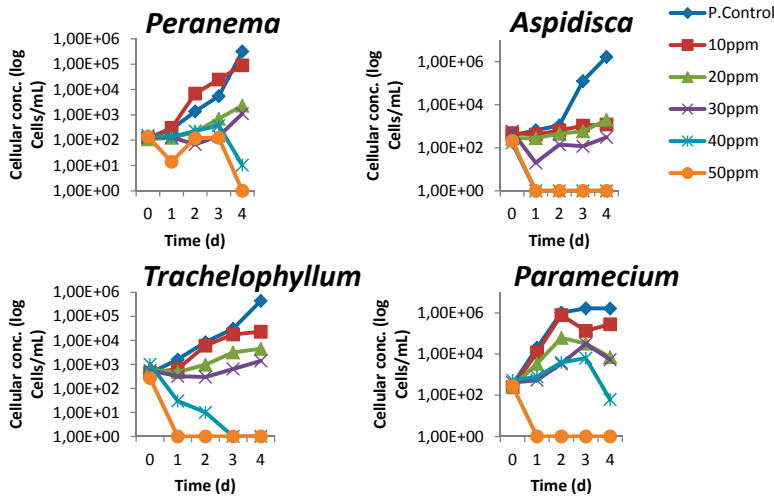 Peranema
Cellular conc. (log
Cells/mL)
1,00E+06
1,00E+05
1,00E+04
1,00E+03
1,00E+02
1,00E+01
1,00E+00
0 1 2 3 4
Time (d)
Aspidisca
Cellular conc. (log
Cells/mL)
1,00E+06
1,00E+04
1,00E+02
1,00E+00
0 1 2 3 4
Time (d)
P.Control
10ppm
20ppm
30ppm
40ppm
50ppm
Trachelophyllum
Cellular conc. (log
Cells/mL)
1,00E+06
1,00E+05
1,00E+04
1,00E+03
1,00E+02
1,00E+01
1,00E+00
0 1 2 3 4
Time (d)
Paramecium
Cellular conc. (log
Cells/mL)
1,00E+06
1,00E+04
1,00E+02
1,00E+00
0 1 2 3 4
Time (d)